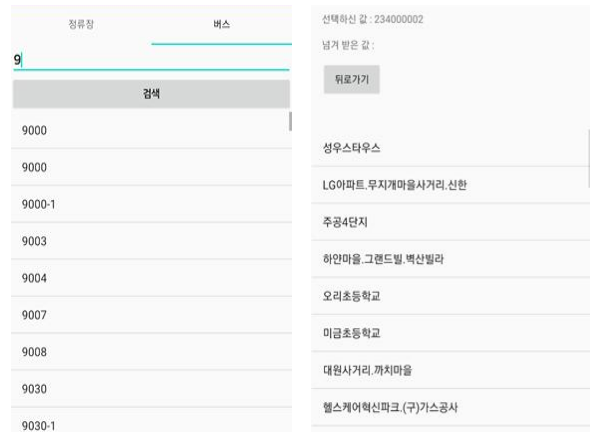 정류장
버스
9
검색
9000
9000
9000-1
9003
9004
9007
9008
9030
9030-1
선택하신 값 : 234000002
넘겨 받은 값 :
뒤로가기
성우스타우스
LG아파트.무지개마을사거리.신한
주공4단지
하얀마을.그랜드빌.벽산빌라
오리초등학교
미금초등학교
대원사거리.까치마을
헬스케어혁신파크.(구)가스공사